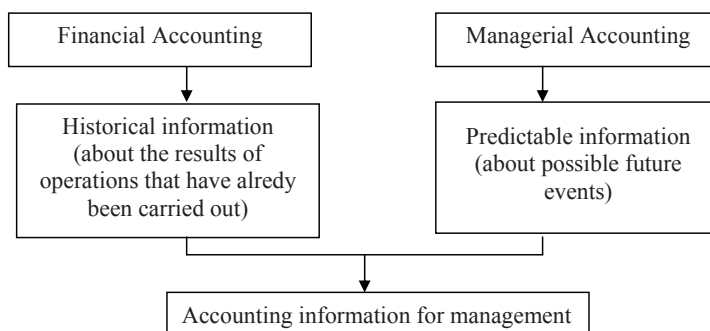 Financial Accounting
Managerial Accounting
Historical information
(about the results of
operations that have alredy
been carried out)
Predictable information
(about possible future
events)
Accounting information for management